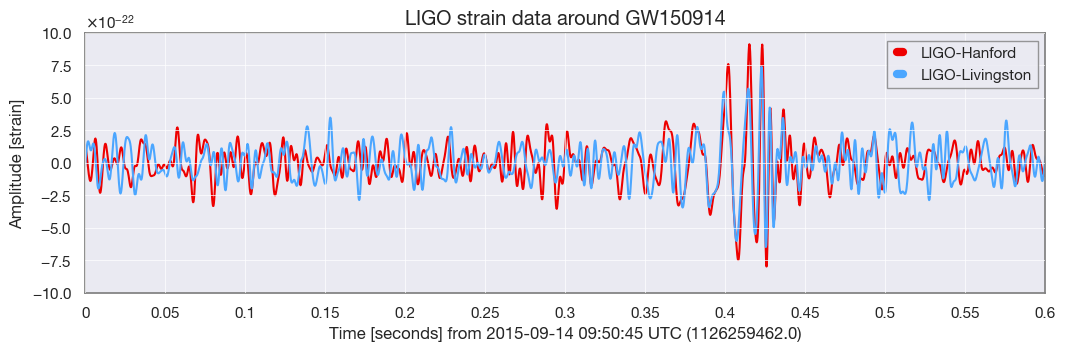 LIGO strain data around GW150914
×10⁻²²
10.0
7.5
5.0
2.5
0.0
−2.5
−5.0
−7.5
−10.0
Amplitude [strain]
LIGO-Hanford
LIGO-Livingston
0 0.05 0.1 0.15 0.2 0.25 0.3 0.35 0.4 0.45 0.5 0.55 0.6
Time [seconds] from 2015-09-14 09:50:45 UTC (1126259462.0)